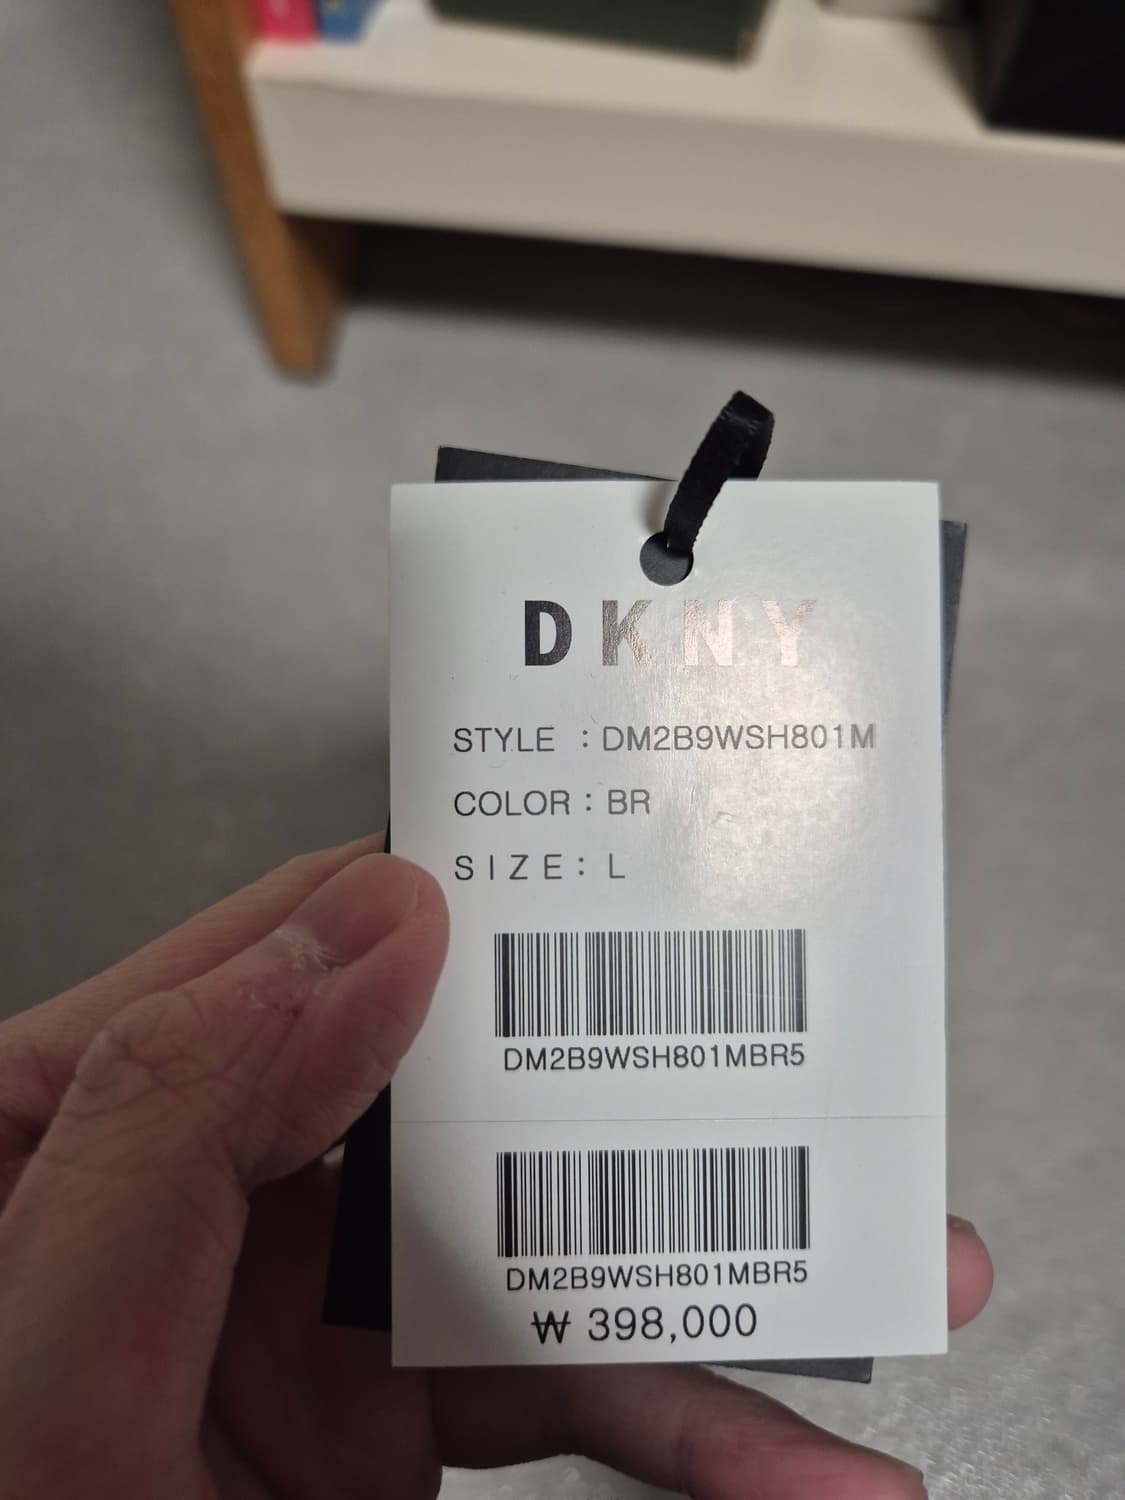 DKNY
STYLE : DM2B9WSH801M
COLOR : BR
SIZE : L
DM2B9WSH801MBR5
DM2B9WSH801MBR5
₩ 398,000